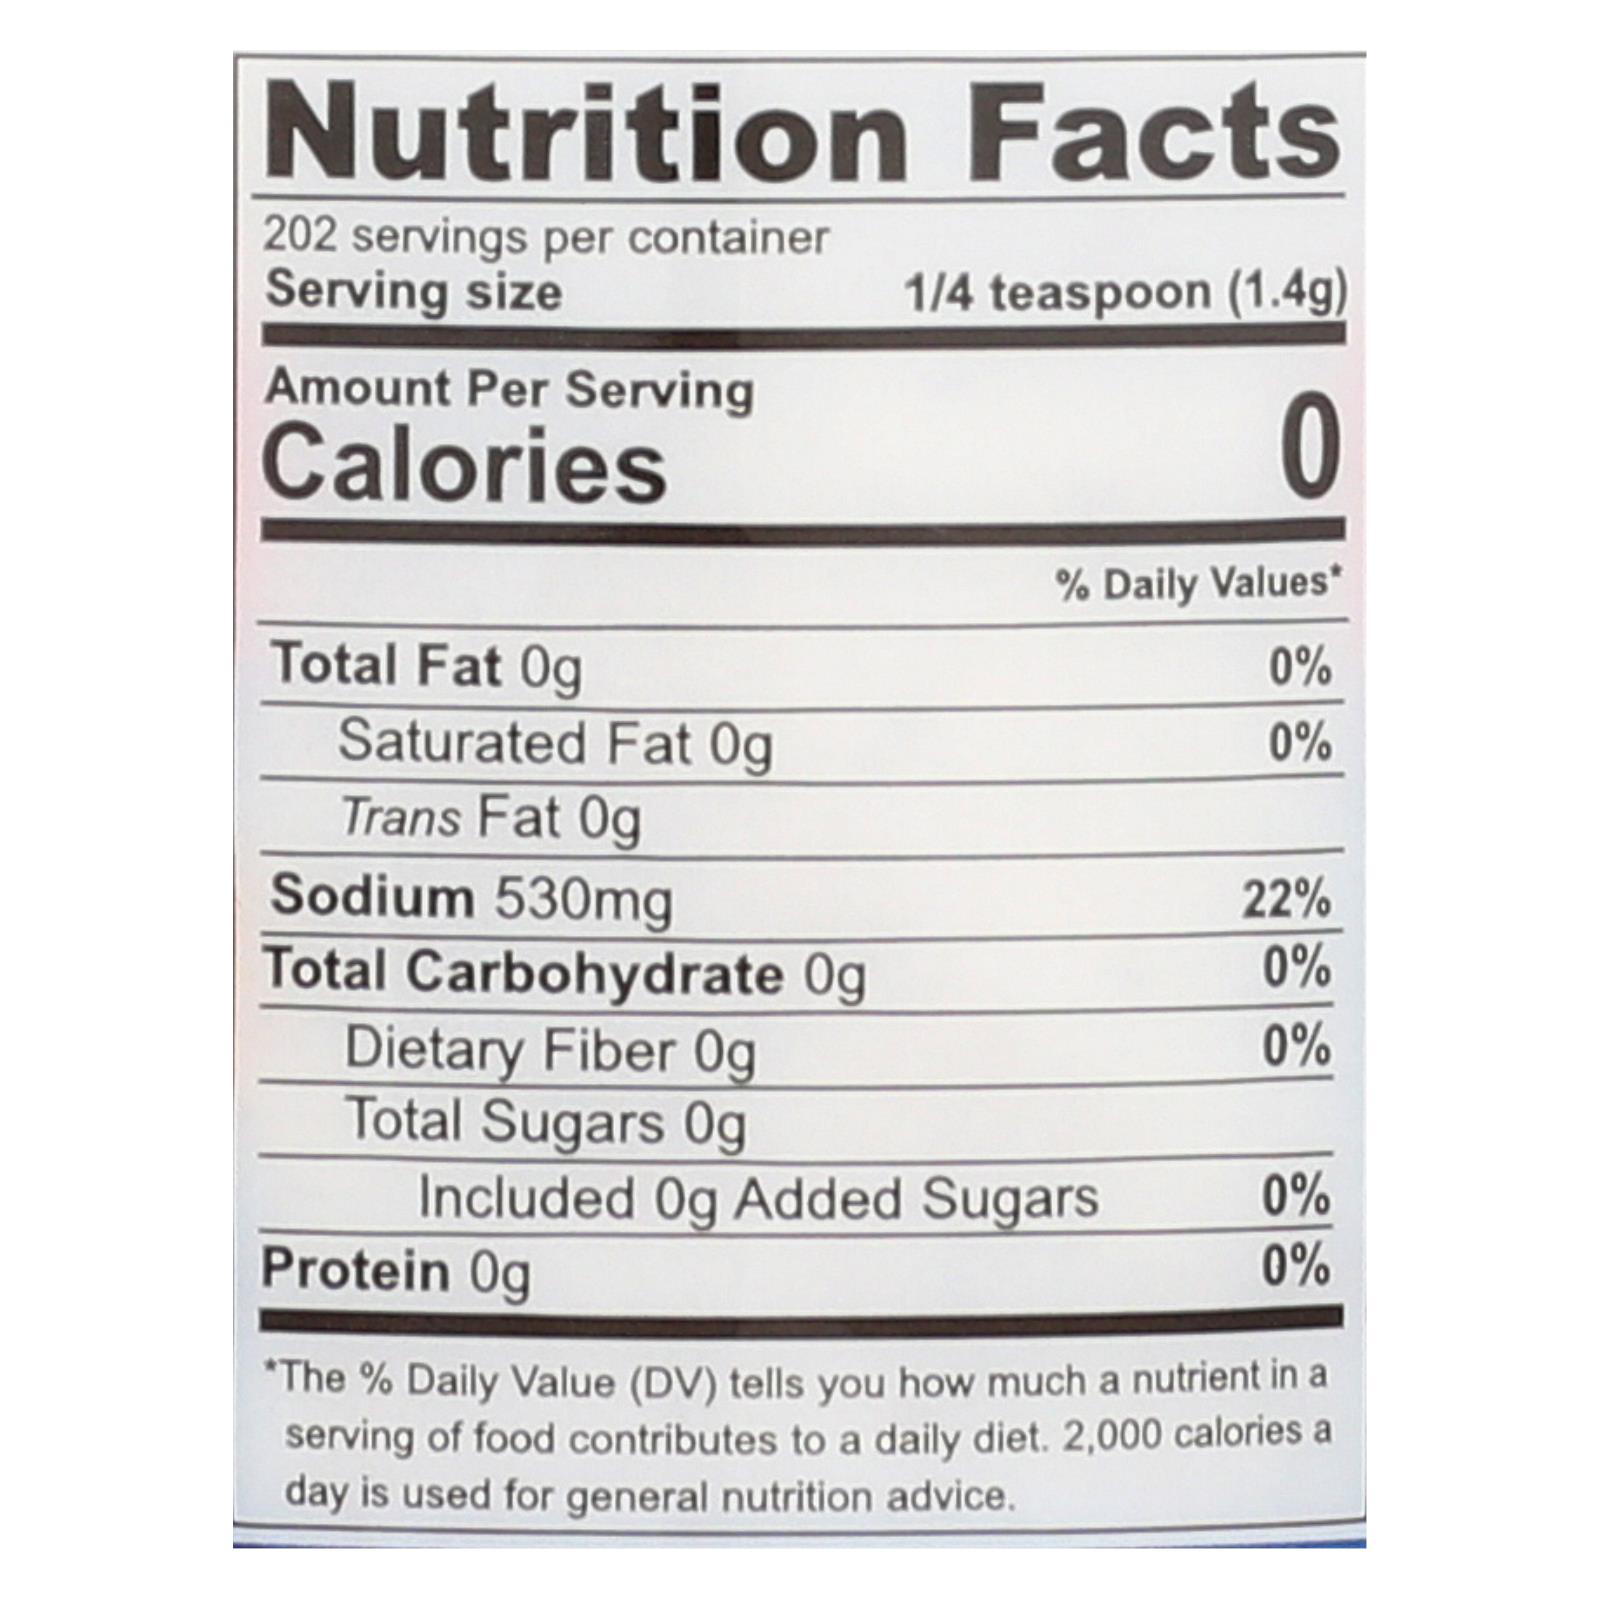 Nutrition Facts
202 servings per container
Serving size 1/4 teaspoon (1.4g)
Amount Per Serving
Calories 0
% Daily Values*
Total Fat 0g 0%
Saturated Fat 0g 0%
Trans Fat 0g
Sodium 530mg 22%
Total Carbohydrate 0g 0%
Dietary Fiber 0g 0%
Total Sugars 0g
Included 0g Added Sugars 0%
Protein 0g 0%
*The % Daily Value (DV) tells you how much a nutrient in a
serving of food contributes to a daily diet. 2,000 calories a
day is used for general nutrition advice.